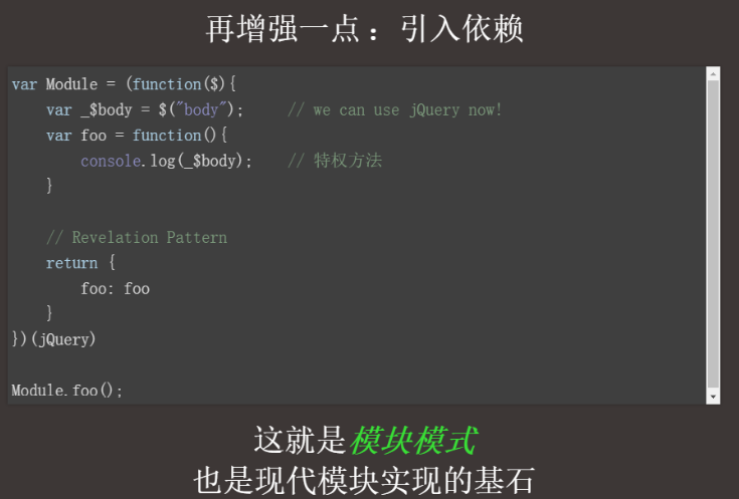 再增强一点：引入依赖
var Module = (function($){
    var _$body = $("body");     // we can use jQuery now!
    var foo = function(){
        console.log(_$body);    // 特权方法
    }

    // Revelation Pattern
    return {
        foo: foo
    }
})(jQuery)

Module.foo();
这就是模块模式
也是现代模块实现的基石